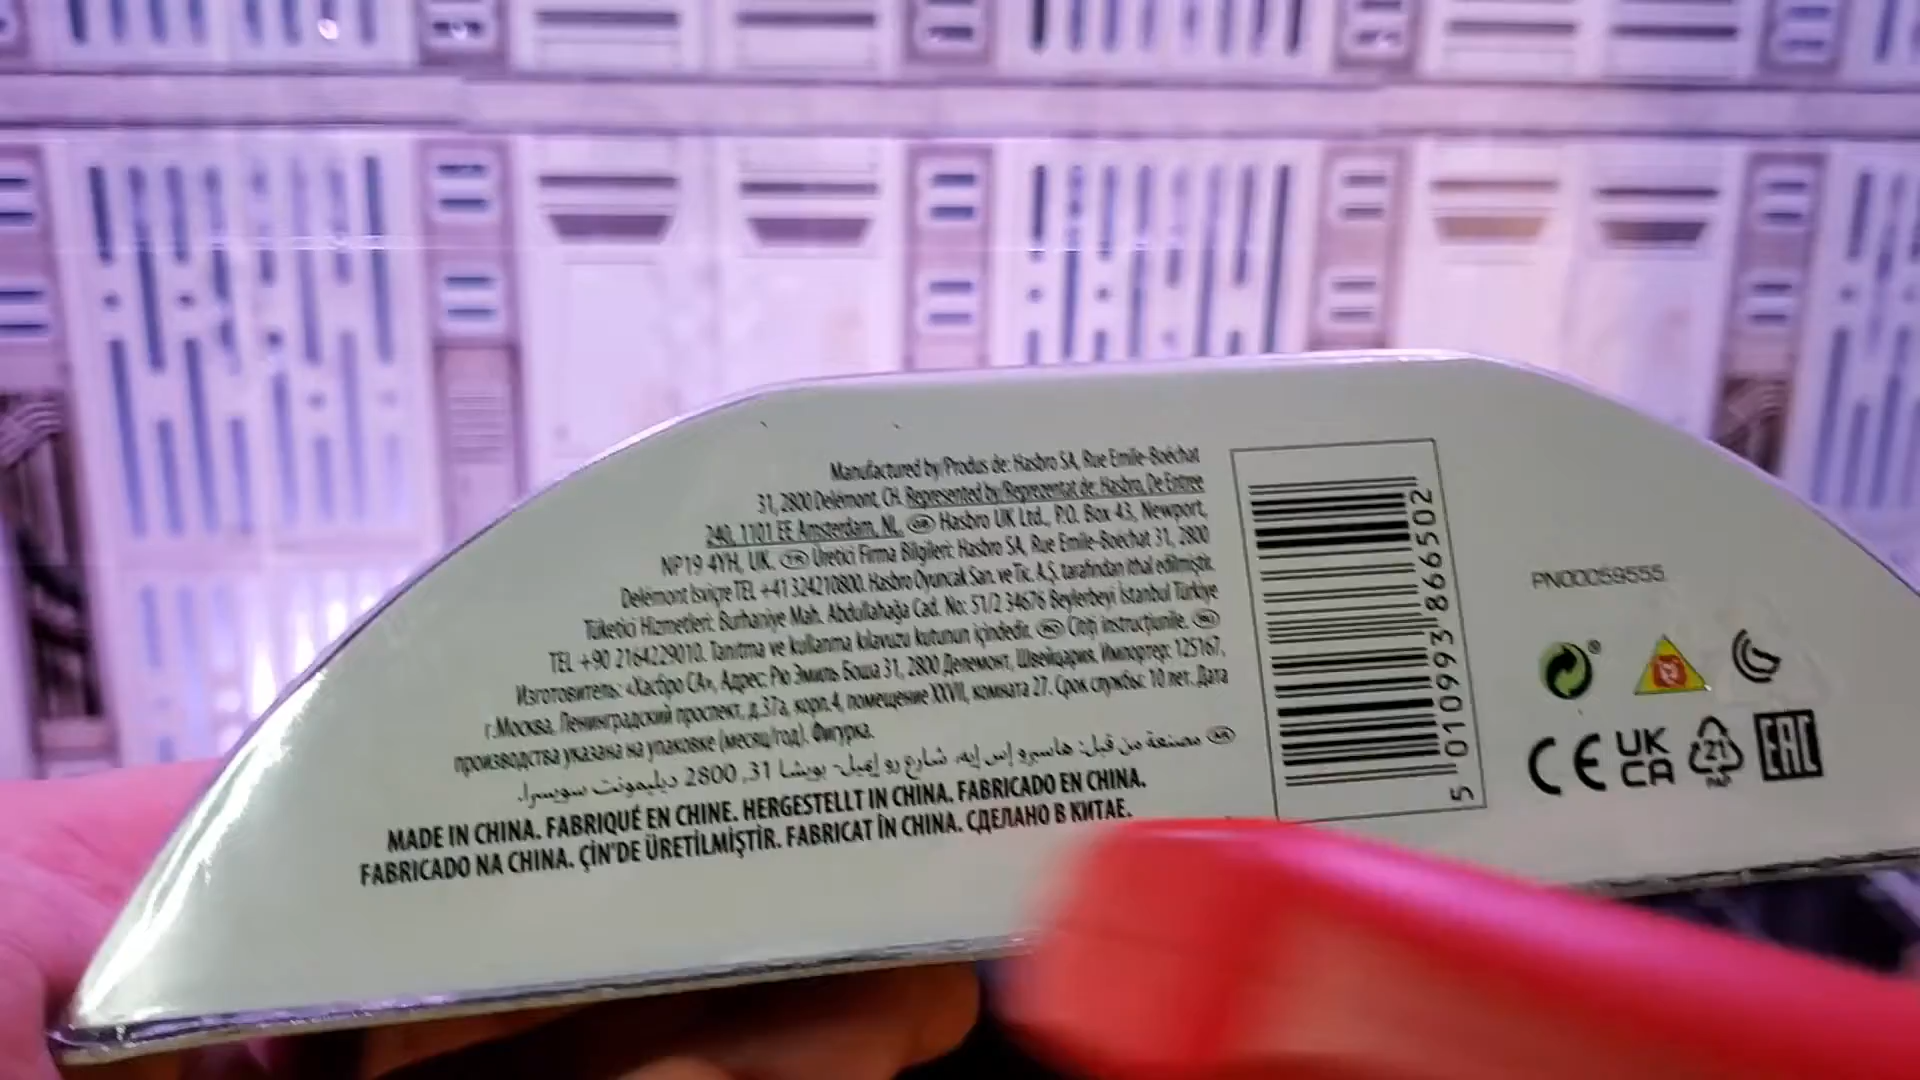 Manufactured by/Produs de: Hasbro SA, Rue Emile-Boéchat
31, 2800 Delémont, CH. Represented by/Reprezentat de: Hasbro, De Entree
240, 1101 EE Amsterdam, NL. GB Hasbro UK Ltd., P.O. Box 43, Newport,
NP19 4YH, UK. TR Üretici Firma Bilgileri: Hasbro SA, Rue Emile-Boéchat 31, 2800
Delémont İsviçre TEL +41 324210800. Hasbro Oyuncak San. ve Tic. A.Ş. tarafından ithal edilmiştir.
Tüketici Hizmetleri: Burhaniye Mah. Abdullahağa Cad. No: 51/2 34676 Beylerbeyi İstanbul Türkiye
TEL +90 2164229010. Tanıtma ve kullanma kılavuzu kutunun içindedir. RO Citiți instrucțiunile. RU
Изготовитель: «Хасбро СА», Адрес: Рю Эмиль Боша 31, 2800 Делемонт, Швейцария. Импортер: 125167,
г.Москва, Ленинградский проспект, д.37а, корп.4, помещение XXVII, комната 27. Срок службы: 10 лет. Дата
производства указана на упаковке (месяц/год). Фигурка.
مصنعة من قبل: هاسبرو إس إيه، شارع رو إميل- بويشا 31, 2800 ديليمونت سويسرا.
MADE IN CHINA. FABRIQUÉ EN CHINE. HERGESTELLT IN CHINA. FABRICADO EN CHINA.
FABRICADO NA CHINA. ÇİN'DE ÜRETİLMİŞTİR. FABRICAT ÎN CHINA. СДЕЛАНО В КИТАЕ.
5 010993 866502
PN00059555
®
CE UK CA 21 PAP EAC